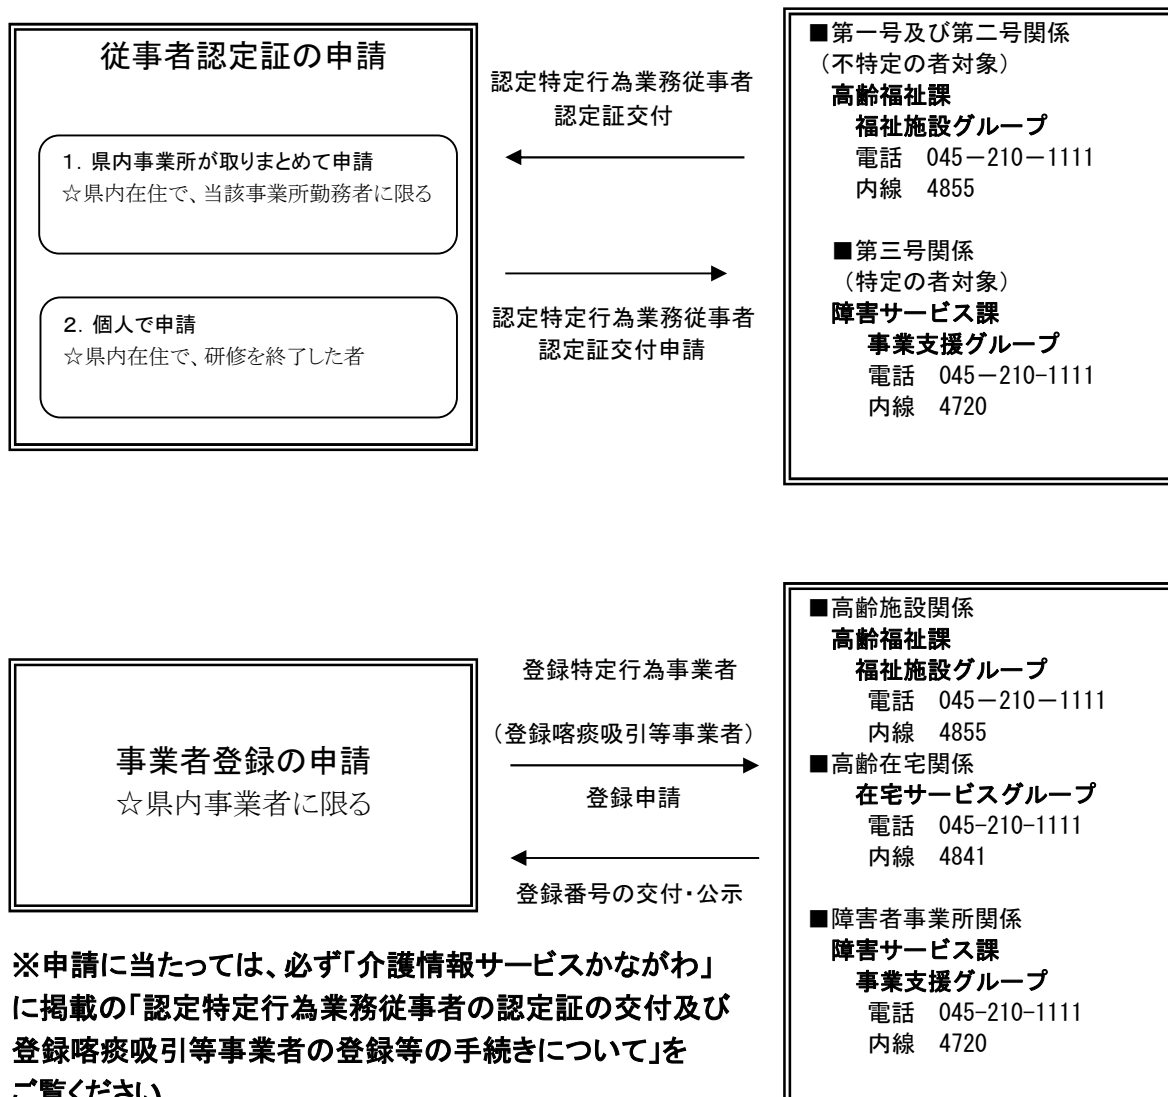 従事者認定証の申請
1．県内事業所が取りまとめて申請
☆県内在住で、当該事業所勤務者に限る
2．個人で申請
☆県内在住で、研修を終了した者
認定特定行為業務従事者
認定証交付
認定特定行為業務従事者
認定証交付申請
■第一号及び第二号関係
（不特定の者対象）
高齢福祉課
福祉施設グループ
電話　045－210－1111
内線　4855
■第三号関係
（特定の者対象）
障害サービス課
事業支援グループ
電話　045－210-1111
内線　4720
事業者登録の申請
☆県内事業者に限る
登録特定行為事業者
（登録喀痰吸引等事業者）
登録申請
登録番号の交付・公示
■高齢施設関係
高齢福祉課
福祉施設グループ
電話　045－210－1111
内線　4855
■高齢在宅関係
在宅サービスグループ
電話　045-210-1111
内線　4841
■障害者事業所関係
障害サービス課
事業支援グループ
電話　045-210-1111
内線　4720
※申請に当たっては、必ず「介護情報サービスかながわ」
に掲載の「認定特定行為業務従事者の認定証の交付及び
登録喀痰吸引等事業者の登録等の手続きについて」を
ご覧ください